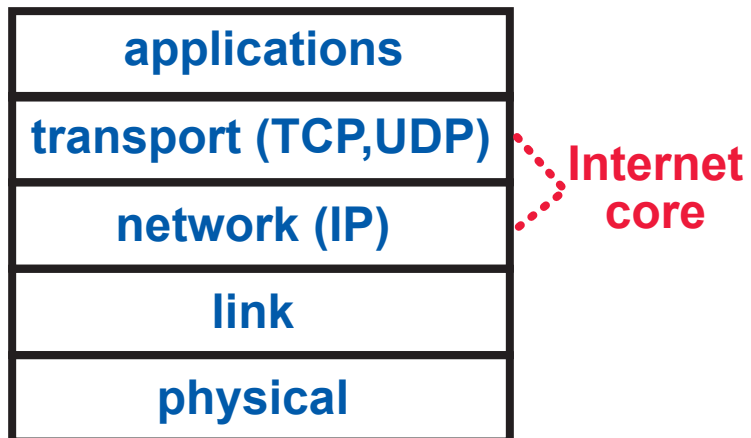 applications
transport (TCP,UDP)
network (IP)
link
physical
Internet
core